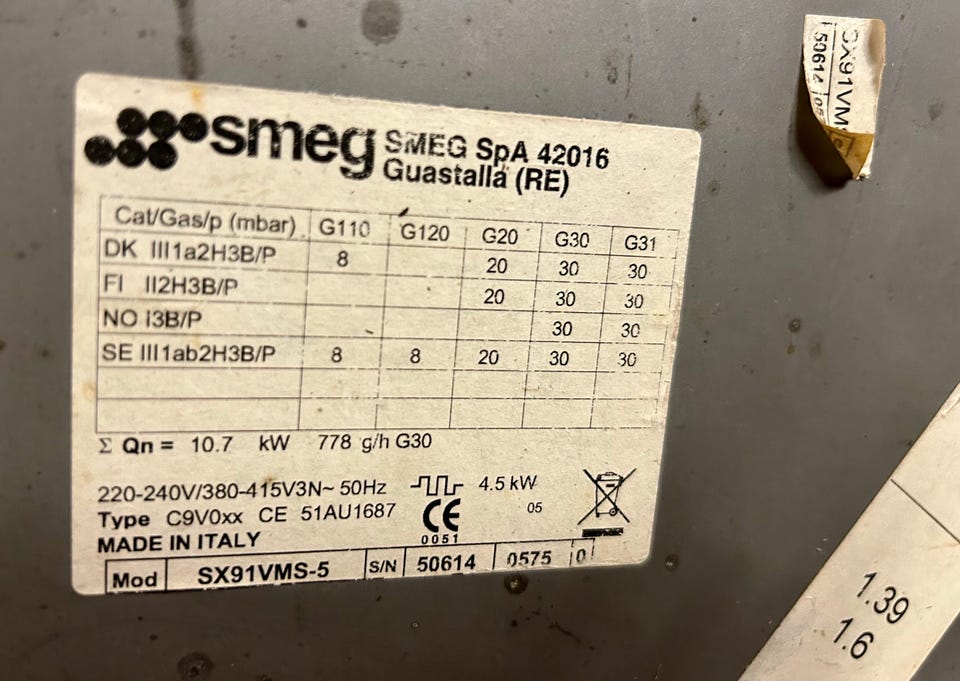 smeg SMEG SpA 42016
Guastalla (RE)
Cat/Gas/p (mbar) G110 G120 G20 G30 G31
DK III1a2H3B/P 8 20 30 30
FI II2H3B/P 20 30 30
NO I3B/P 30 30
SE III1ab2H3B/P 8 8 20 30 30
Σ Qn = 10.7 kW 778 g/h G30
220-240V/380-415V3N~ 50Hz 4.5 kW
Type C9V0xx CE 51AU1687 CE 05
0051
MADE IN ITALY
Mod SX91VMS-5 S/N 50614 0575 0
SX91VMS
50614
1.39
1.6